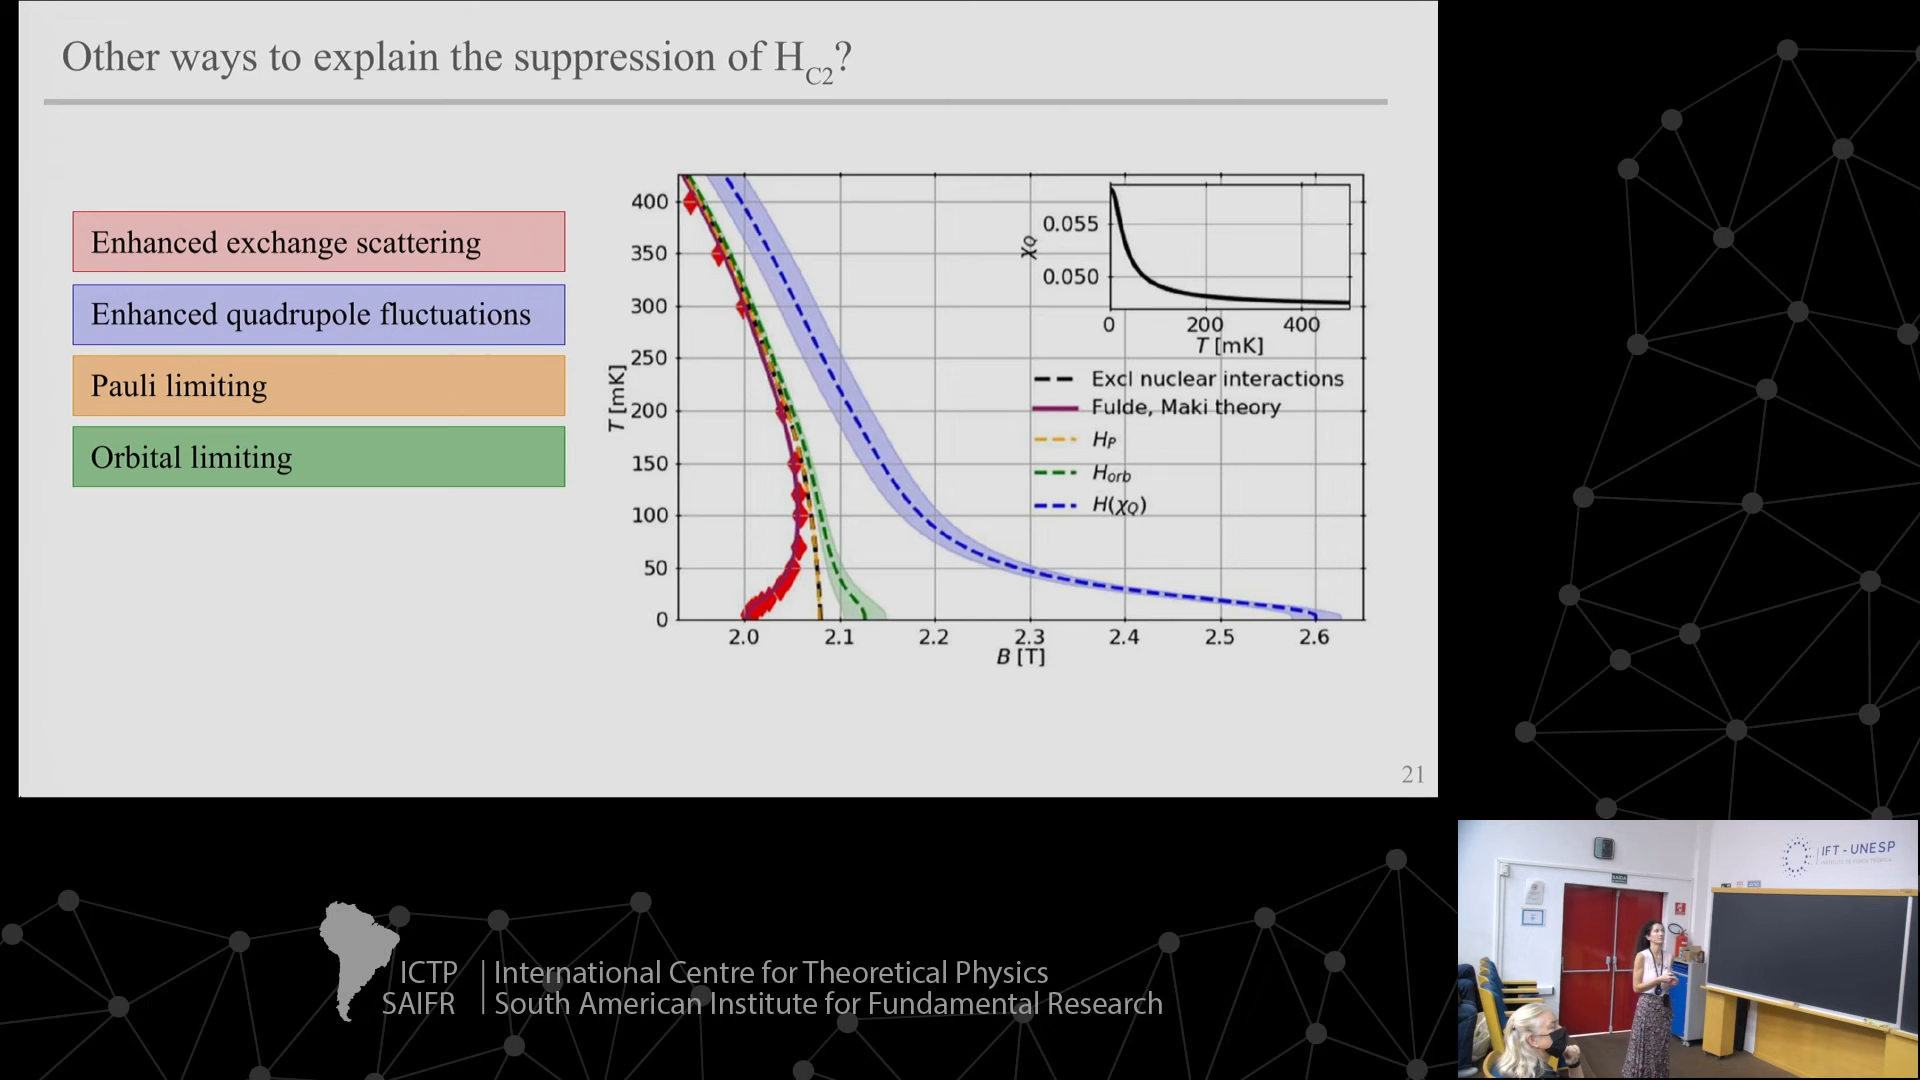 Other ways to explain the suppression of H_C2?
Enhanced exchange scattering
Enhanced quadrupole fluctuations
Pauli limiting
Orbital limiting
400
350
300
250
200
150
100
50
0
T [mK]
2.0 2.1 2.2 2.3 2.4 2.5 2.6
B [T]
0.055
0.050
χQ
0 200 400
T [mK]
Excl nuclear interactions
Fulde, Maki theory
HP
Horb
H(χQ)
21
ICTP International Centre for Theoretical Physics
SAIFR South American Institute for Fundamental Research
IFT - UNESP